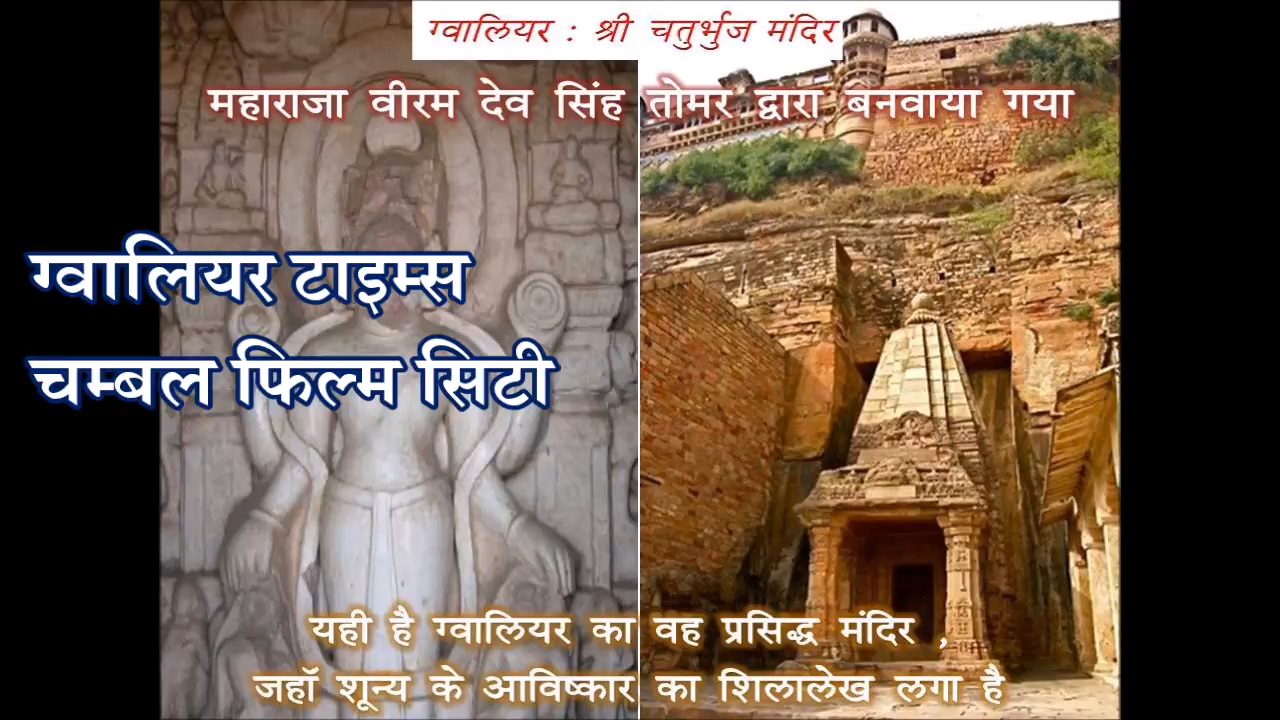 ग्वालियर : श्री चतुर्भुज मंदिर
महाराजा वीरम देव सिंह तोमर द्वारा बनवाया गया
ग्वालियर टाइम्स
चम्बल फिल्म सिटी
यही है ग्वालियर का वह प्रसिद्ध मंदिर ,
जहॉ शून्य के आविष्कार का शिलालेख लगा है